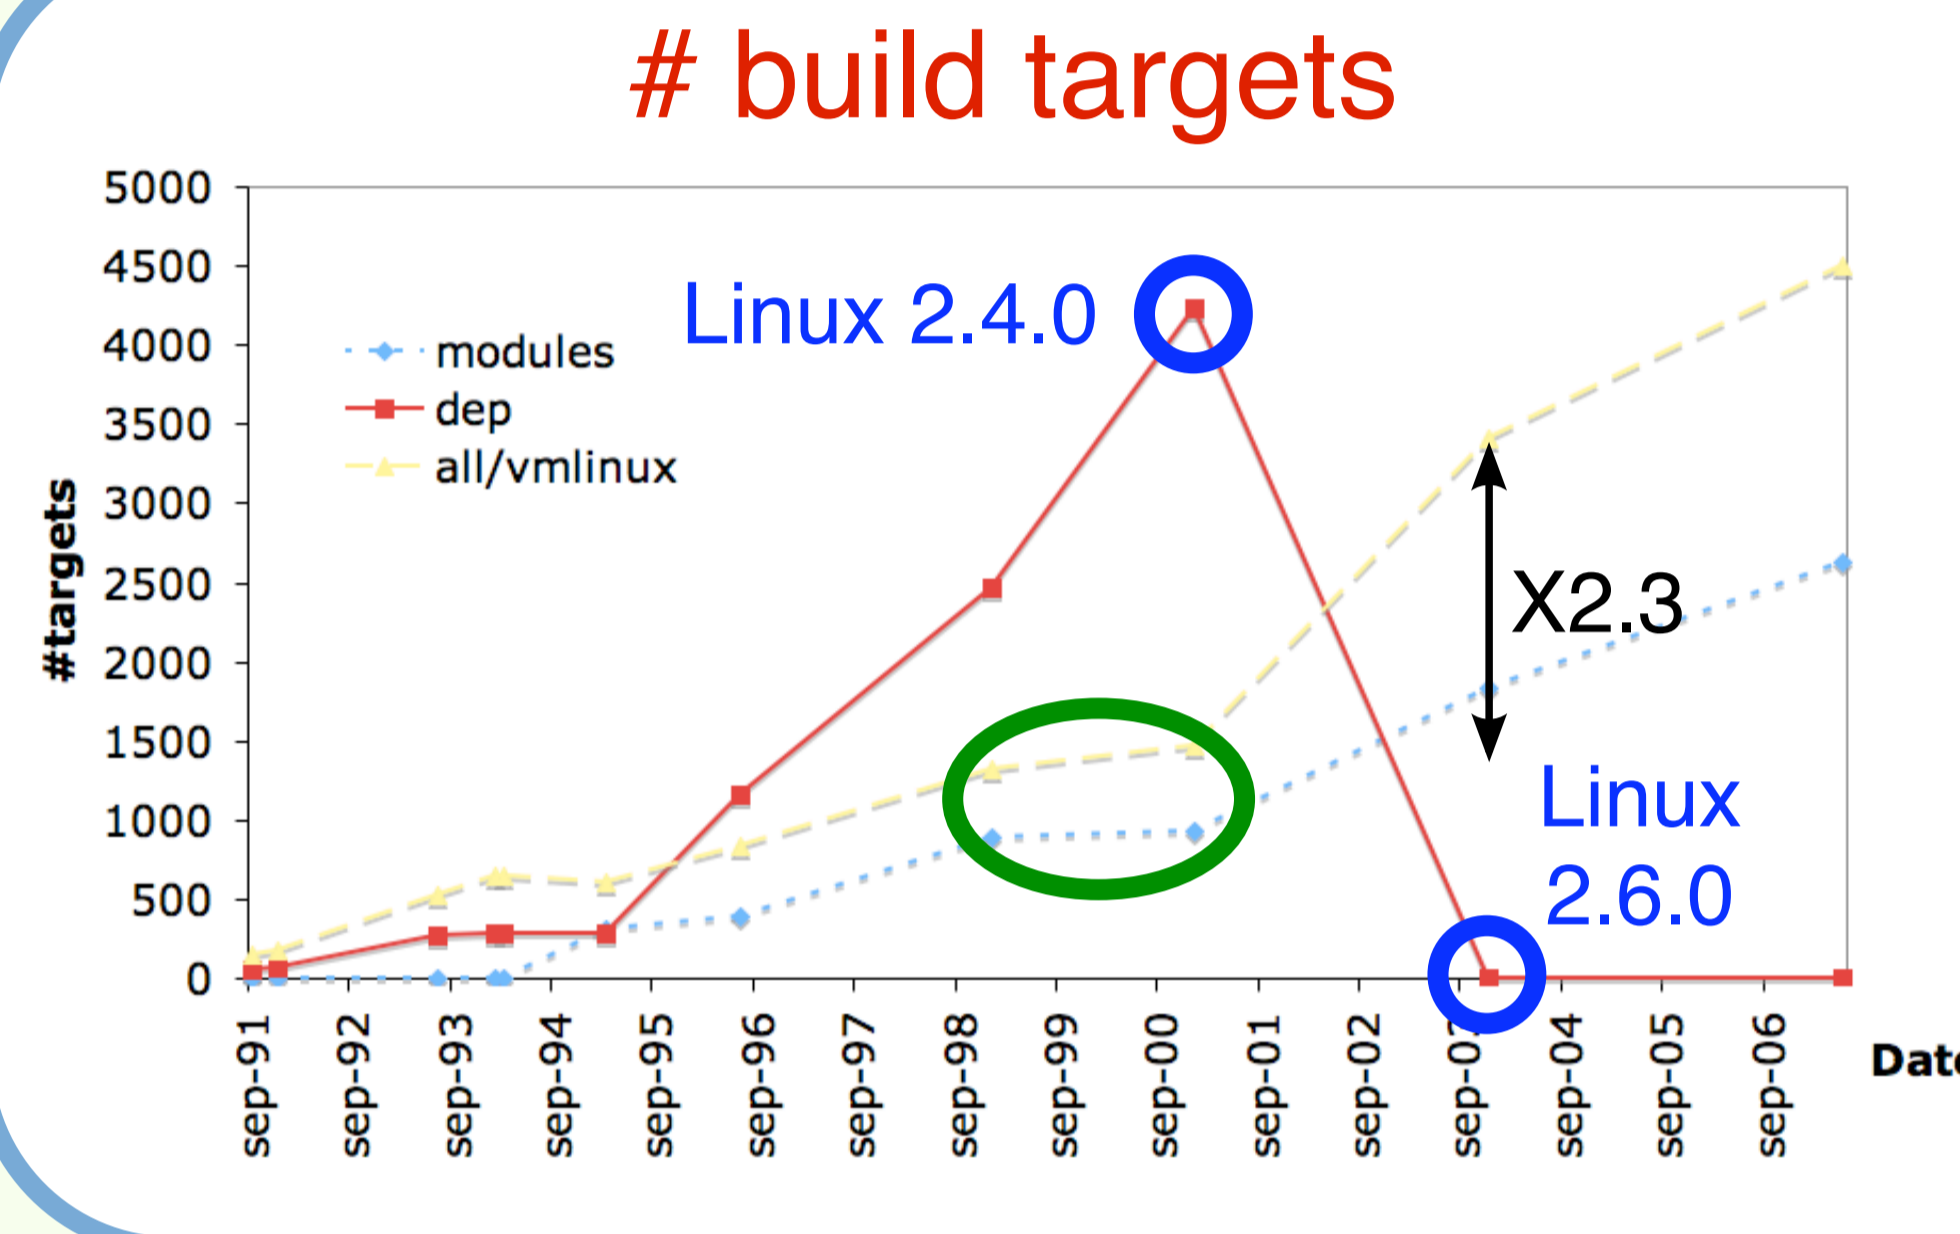 # build targets
5000
4500
4000
3500
3000
2500
2000
1500
1000
500
0
#targets
modules
dep
all/vmlinux
Linux 2.4.0
X2.3
Linux
2.6.0
sep-91
sep-92
sep-93
sep-94
sep-95
sep-96
sep-97
sep-98
sep-99
sep-00
sep-01
sep-02
sep-03
sep-04
sep-05
sep-06